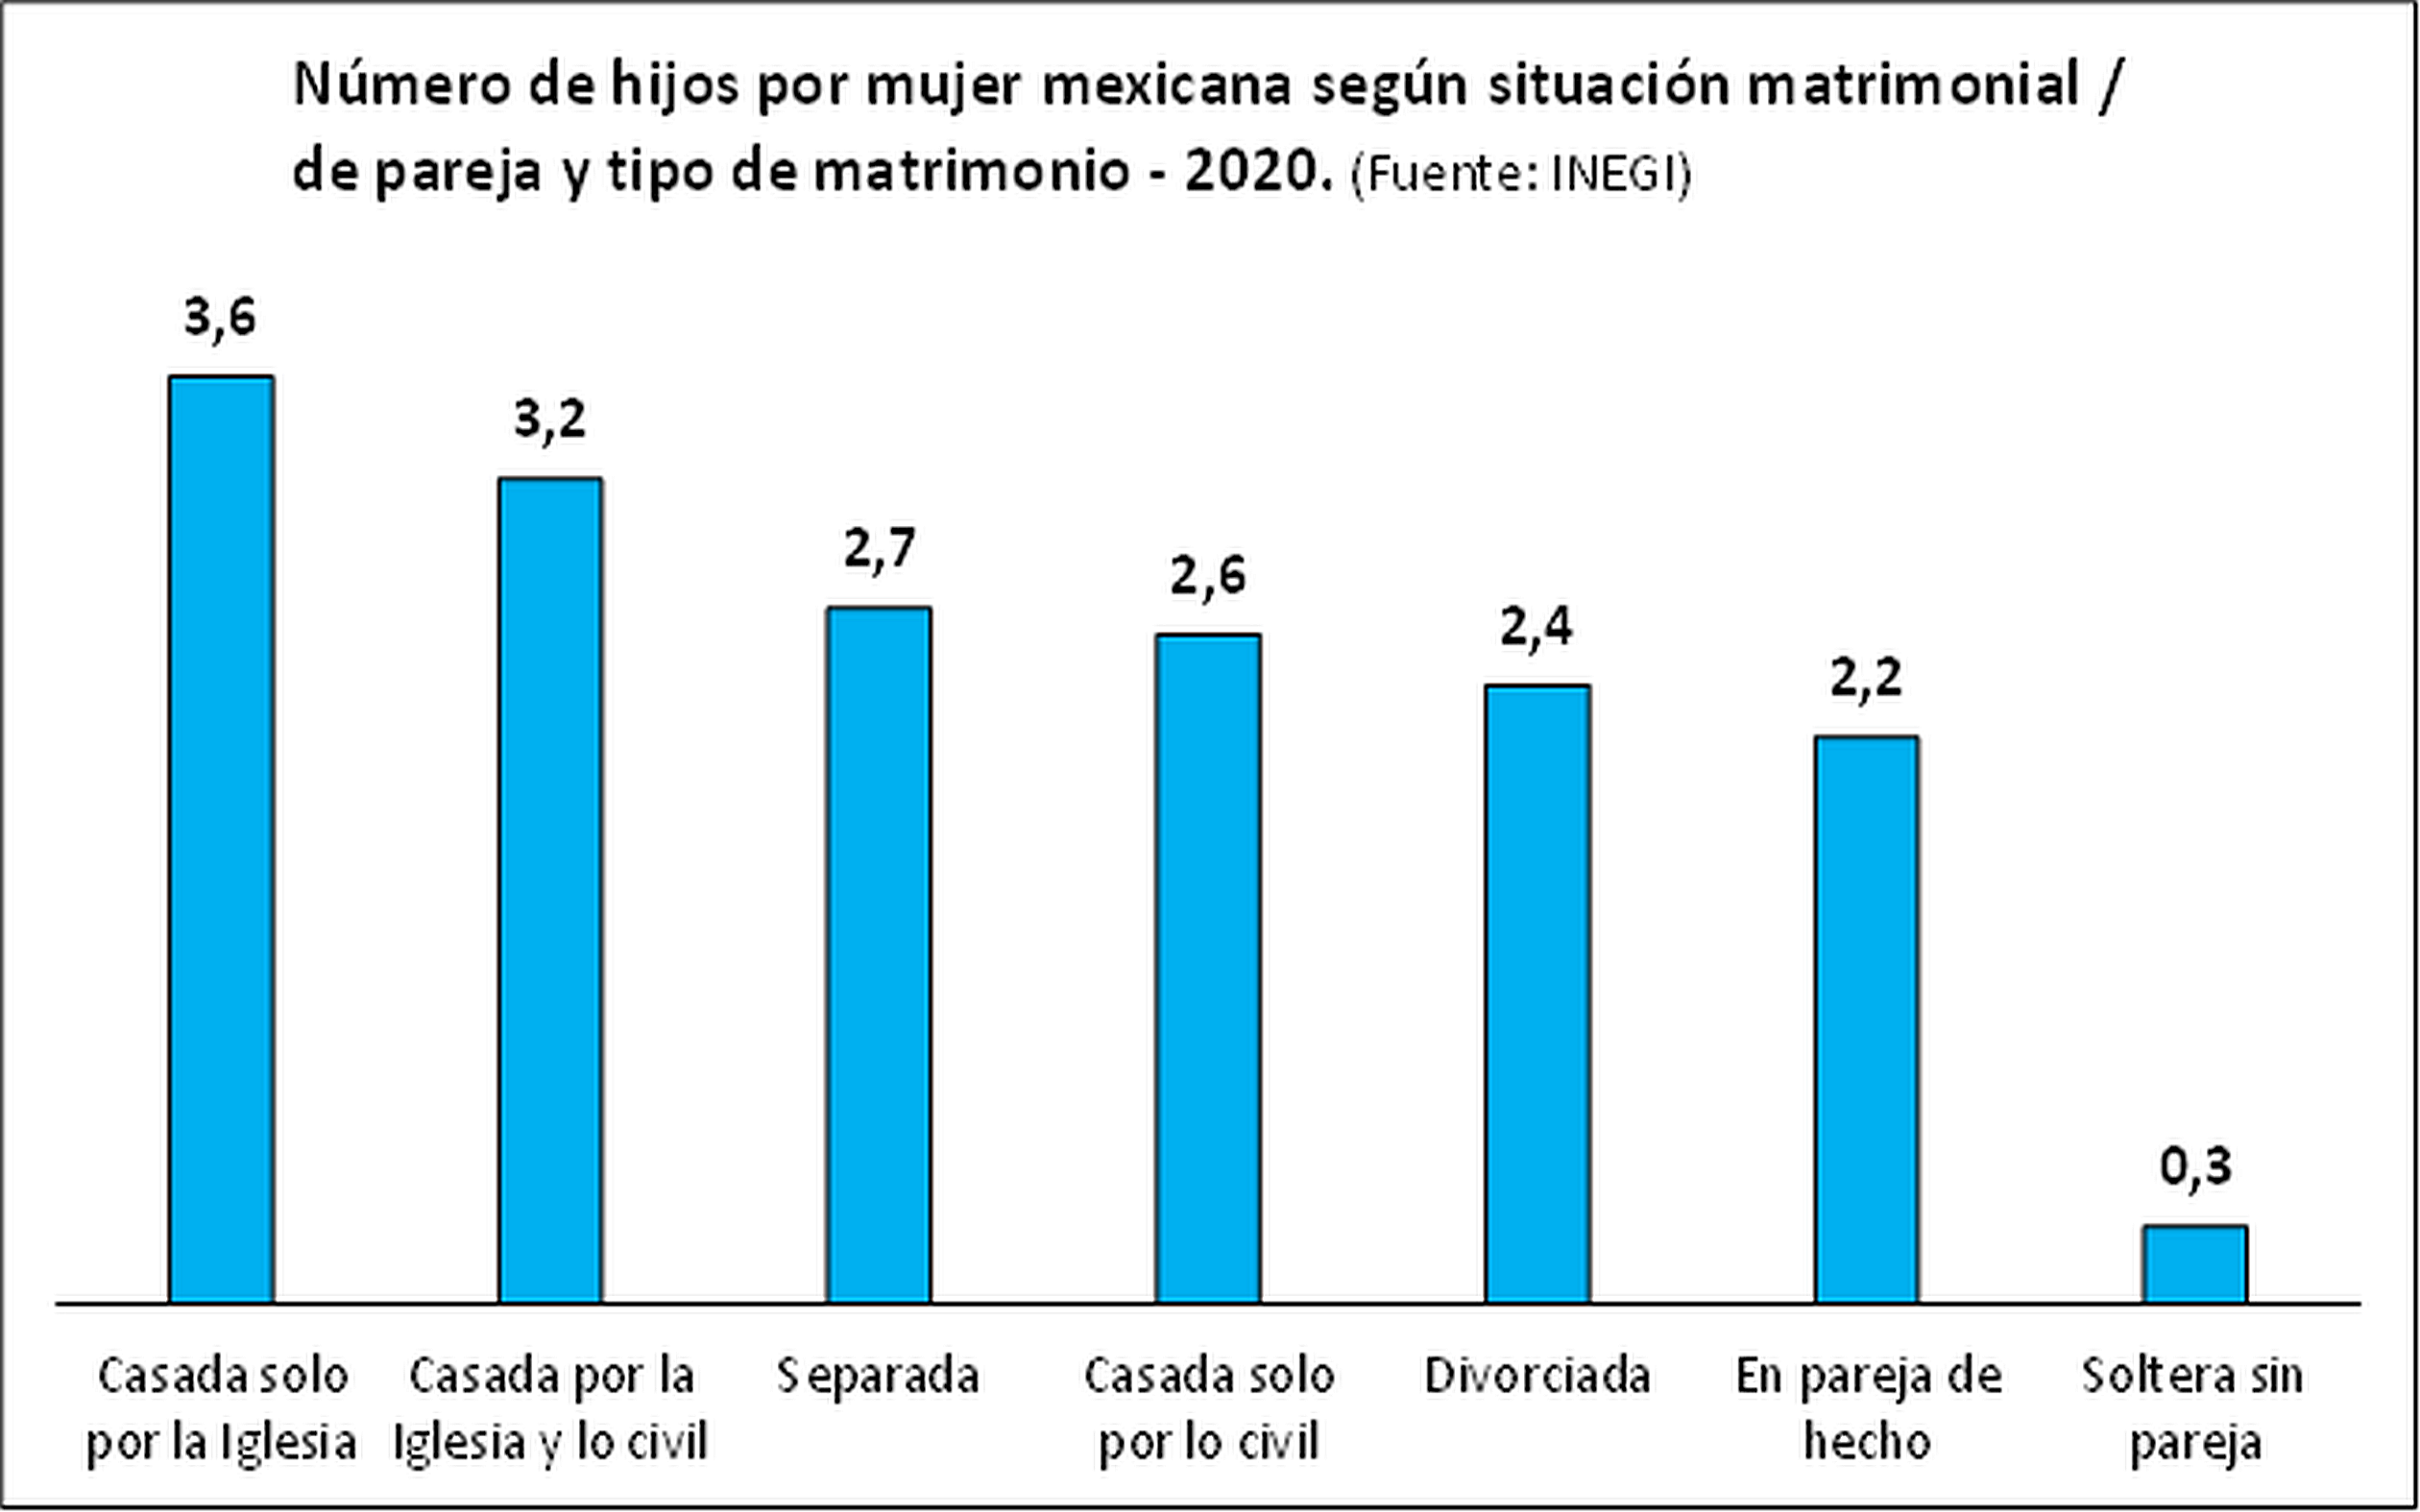 Número de hijos por mujer mexicana según situación matrimonial /
de pareja y tipo de matrimonio - 2020. (Fuente: INEGI)
3,6
3,2
2,7
2,6
2,4
2,2
0,3
Casada solo
por la Iglesia
Casada por la
Iglesia y lo civil
Separada
Casada solo
por lo civil
Divorciada
En pareja de
hecho
Soltera sin
pareja